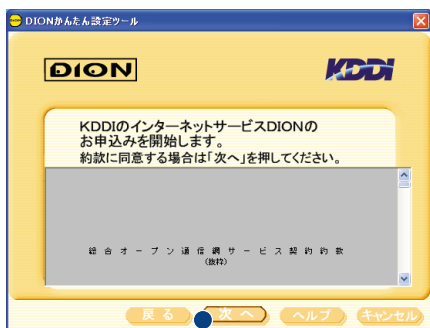 DIONかんたん設定ツール
DION
KDDI
KDDIのインターネットサービスDIONの
お申込みを開始します。
約款に同意する場合は「次へ」を押してください。
総合オープン通信網サービス契約約款
(抜粋)
戻る 次へ ヘルプ キャンセル